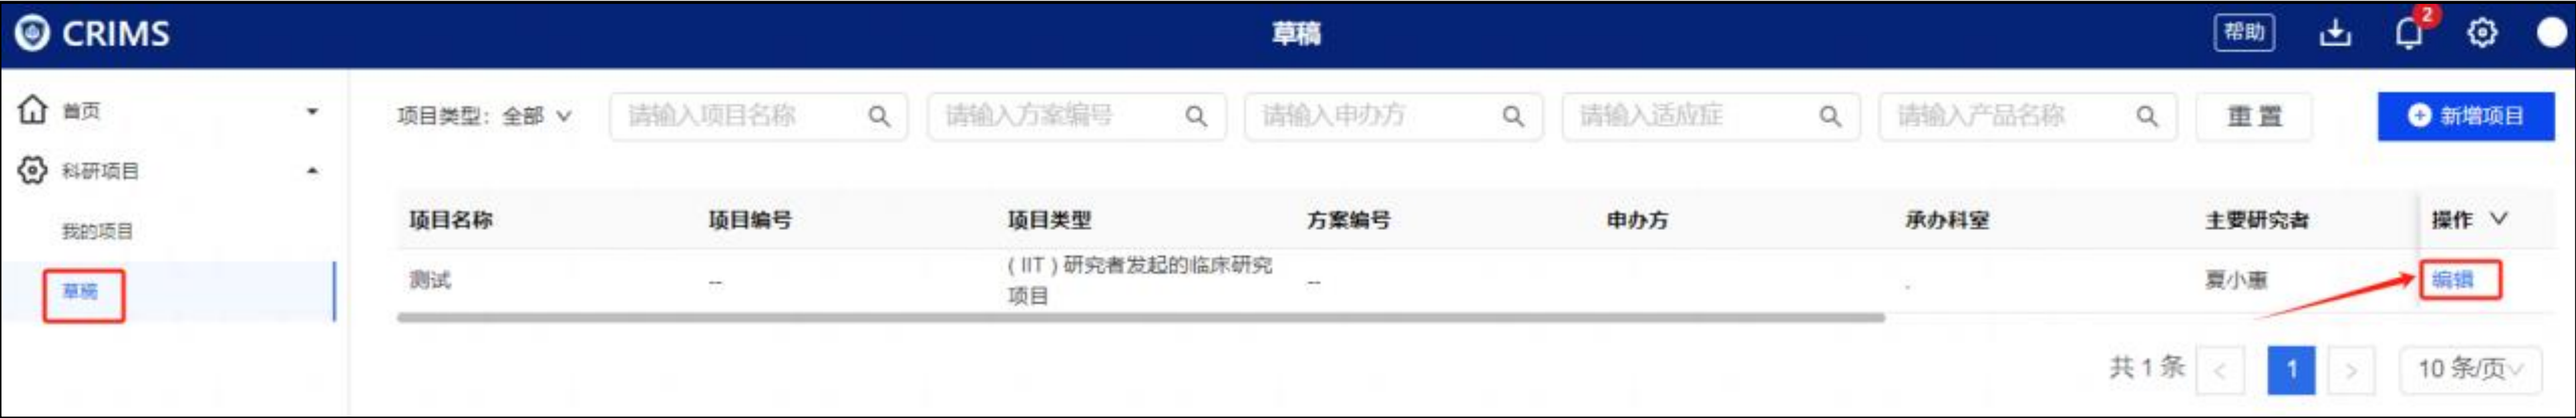 CRIMS
草稿
帮助
2
首页
科研项目
我的项目
草稿
项目类型: 全部
请输入项目名称
请输入方案编号
请输入申办方
请输入适应症
请输入产品名称
重置
新增项目
项目名称 项目编号 项目类型 方案编号 申办方 承办科室 主要研究者 操作
测试 -- (IIT)研究者发起的临床研究 -- . 夏小惠 编辑
项目
共1条 < 1 > 10 条/页